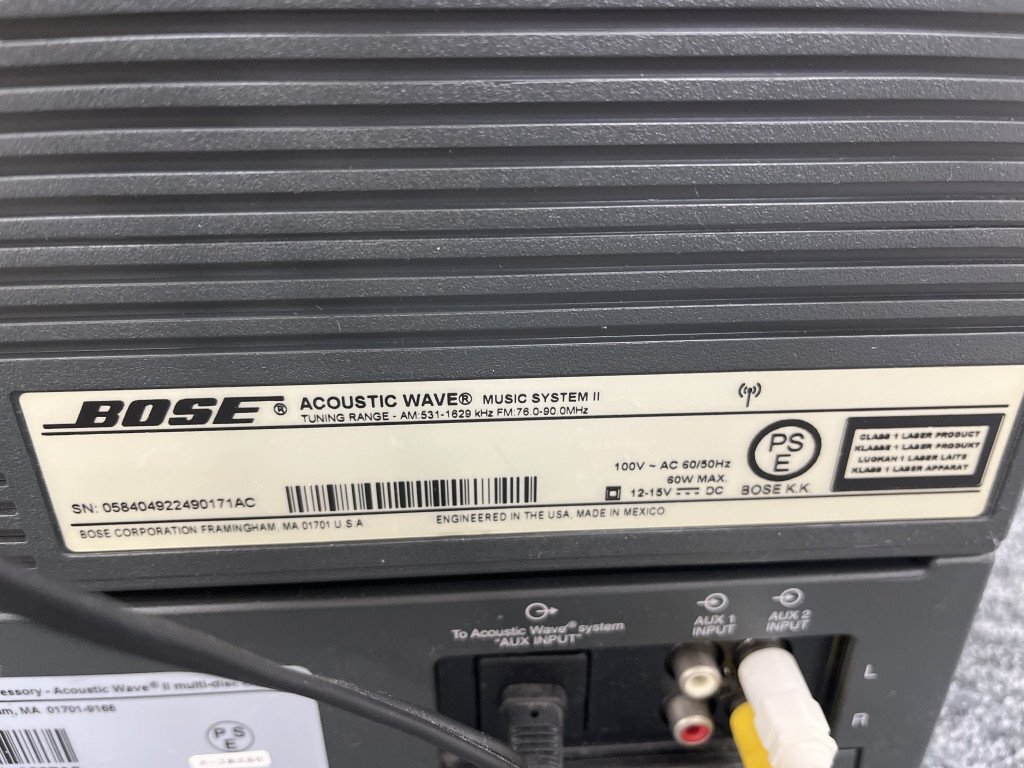 BOSE® ACOUSTIC WAVE® MUSIC SYSTEM II
TUNING RANGE - AM:531-1629 kHz FM:76.0-90.0MHz
SN: 058404922490171AC
BOSE CORPORATION FRAMINGHAM, MA 01701 U S A
ENGINEERED IN THE USA, MADE IN MEXICO
100V ~ AC 60/50Hz
60W MAX.
12-15V DC
PS
E
BOSE K.K.
CLASS 1 LASER PRODUCT
KLASSE 1 LASER PRODUKT
LUOKAN 1 LASER LAITE
KLASS 1 LASER APPARAT
To Acoustic Wave® system
"AUX INPUT"
AUX 1
INPUT
AUX 2
INPUT
L
R
essory - Acoustic Wave® II multi-disc
am, MA 01701-9168
PS
E